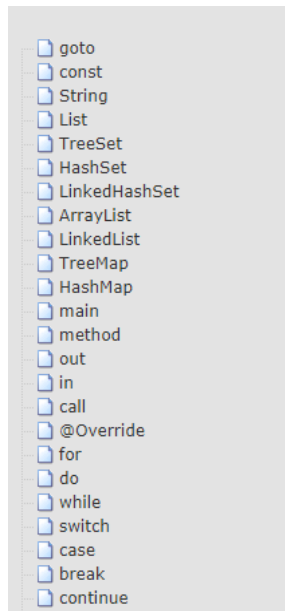 goto
const
String
List
TreeSet
HashSet
LinkedHashSet
ArrayList
LinkedList
TreeMap
HashMap
main
method
out
in
call
@Override
for
do
while
switch
case
break
continue